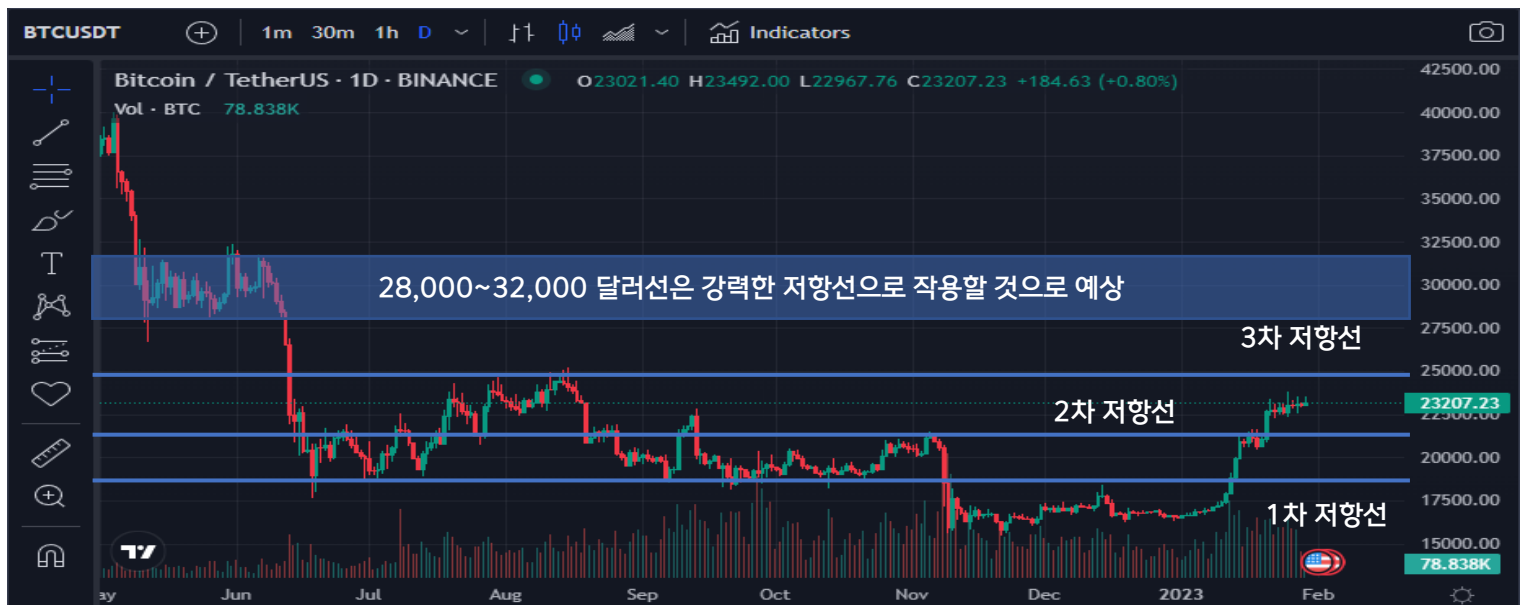 BTCUSDT 1m 30m 1h D Indicators
Bitcoin / TetherUS · 1D · BINANCE O23021.40 H23492.00 L22967.76 C23207.23 +184.63 (+0.80%)
Vol · BTC 78.838K
42500.00
40000.00
37500.00
35000.00
32500.00
28,000~32,000 달러선은 강력한 저항선으로 작용할 것으로 예상
30000.00
27500.00
3차 저항선
25000.00
23207.23
22500.00
2차 저항선
20000.00
17500.00
1차 저항선
15000.00
78.838K
ay Jun Jul Aug Sep Oct Nov Dec 2023 Feb